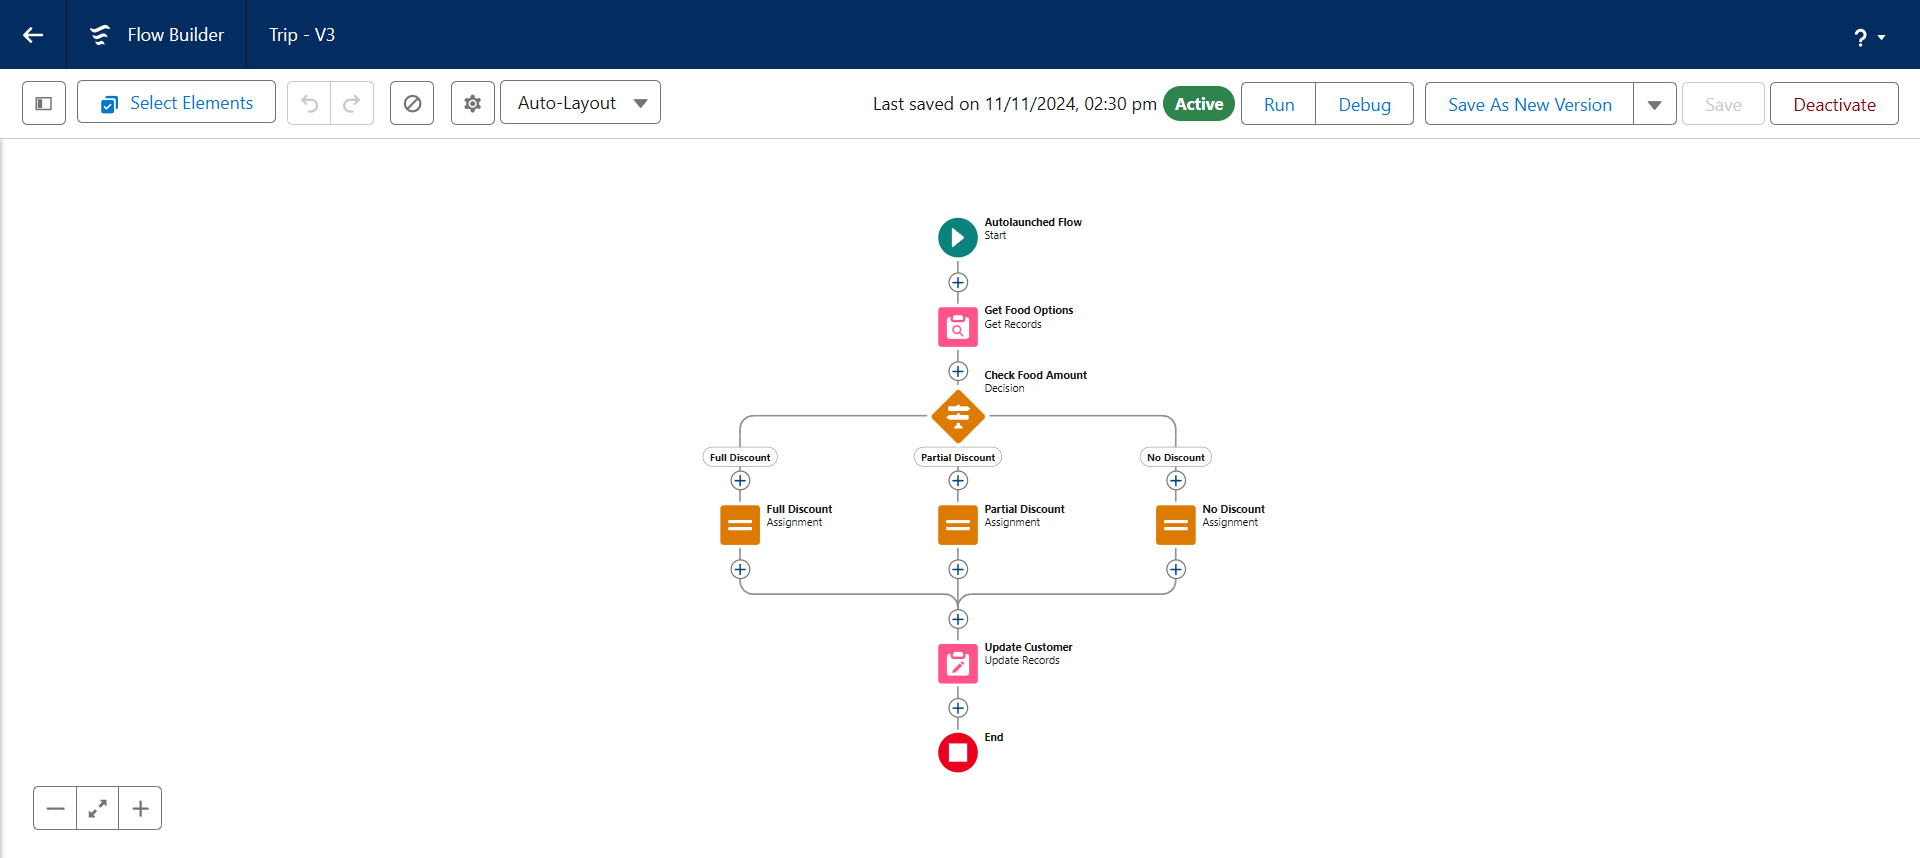 Flow Builder
Trip - V3
?
Select Elements
Auto-Layout
Last saved on 11/11/2024, 02:30 pm
Active
Run
Debug
Save As New Version
Save
Deactivate
Autolaunched Flow
Start
Get Food Options
Get Records
Check Food Amount
Decision
Full Discount
Partial Discount
No Discount
Full Discount
Assignment
Partial Discount
Assignment
No Discount
Assignment
Update Customer
Update Records
End